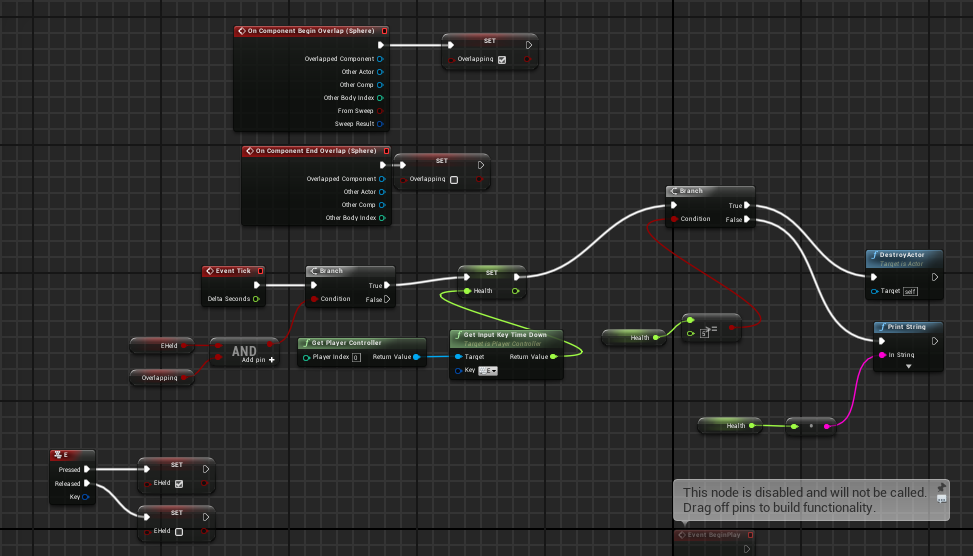 On Component Begin Overlap (Sphere)
Overlapped Component
Other Actor
Other Comp
Other Body Index
From Sweep
Sweep Result
SET
Overlapping
On Component End Overlap (Sphere)
Overlapped Component
Other Actor
Other Comp
Other Body Index
SET
Overlapping
Event Tick
Delta Seconds
Branch
Condition
True
False
SET
Health
Branch
Condition
True
False
DestroyActor
Target is Actor
Target self
Print String
In String
EHeld
Overlapping
AND
Add pin +
Get Player Controller
Player Index 0
Return Value
Get Input Key Time Down
Target is Player Controller
Target
Return Value
Key E
Health
5
>=
Health
E
Pressed
Released
Key
SET
EHeld
SET
EHeld
This node is disabled and will not be called.
Drag off pins to build functionality.
Event BeginPlay